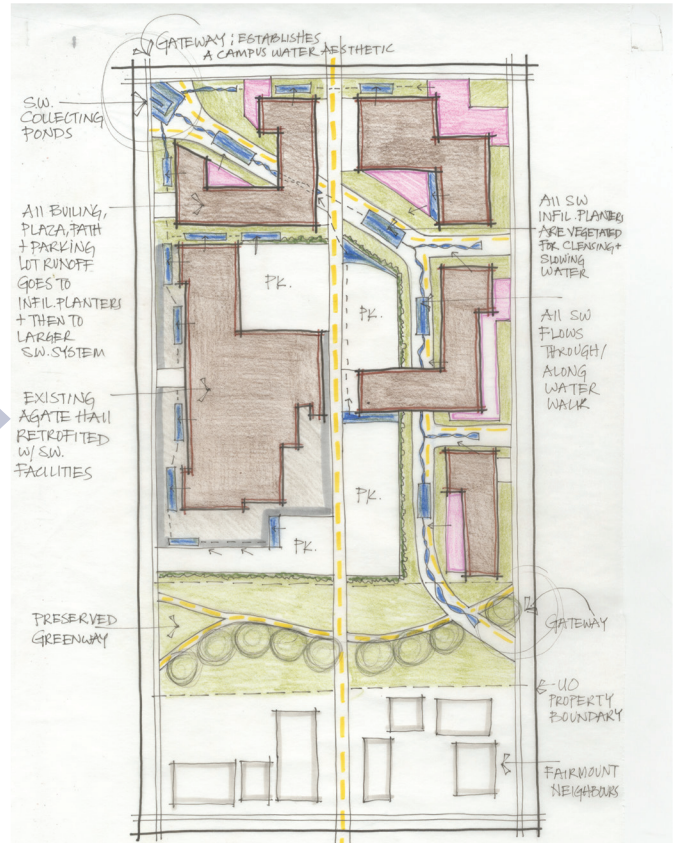 GATEWAY; ESTABLISHES
A CAMPUS WATER AESTHETIC
S.W.
COLLECTING
PONDS
All BUILING,
PLAZA, PATH
+ PARKING
LOT RUNOFF
GOES TO
INFIL. PLANTERS
+ THEN TO
LARGER
S.W. SYSTEM
EXISTING
AGATE HAll
RETROFITED
W/ S.W.
FACILITIES
PRESERVED
GREENWAY
All SW
INFIL. PLANTERS
ARE VEGETATED
FOR CLENSING +
SLOWING
WATER
All SW
FLOWS
THROUGH/
ALONG
WATER
WALK
GATEWAY
UO
PROPERTY
BOUNDARY
FAIRMOUNT
NEIGHBOURS
PK.
PK.
PK.
PK.